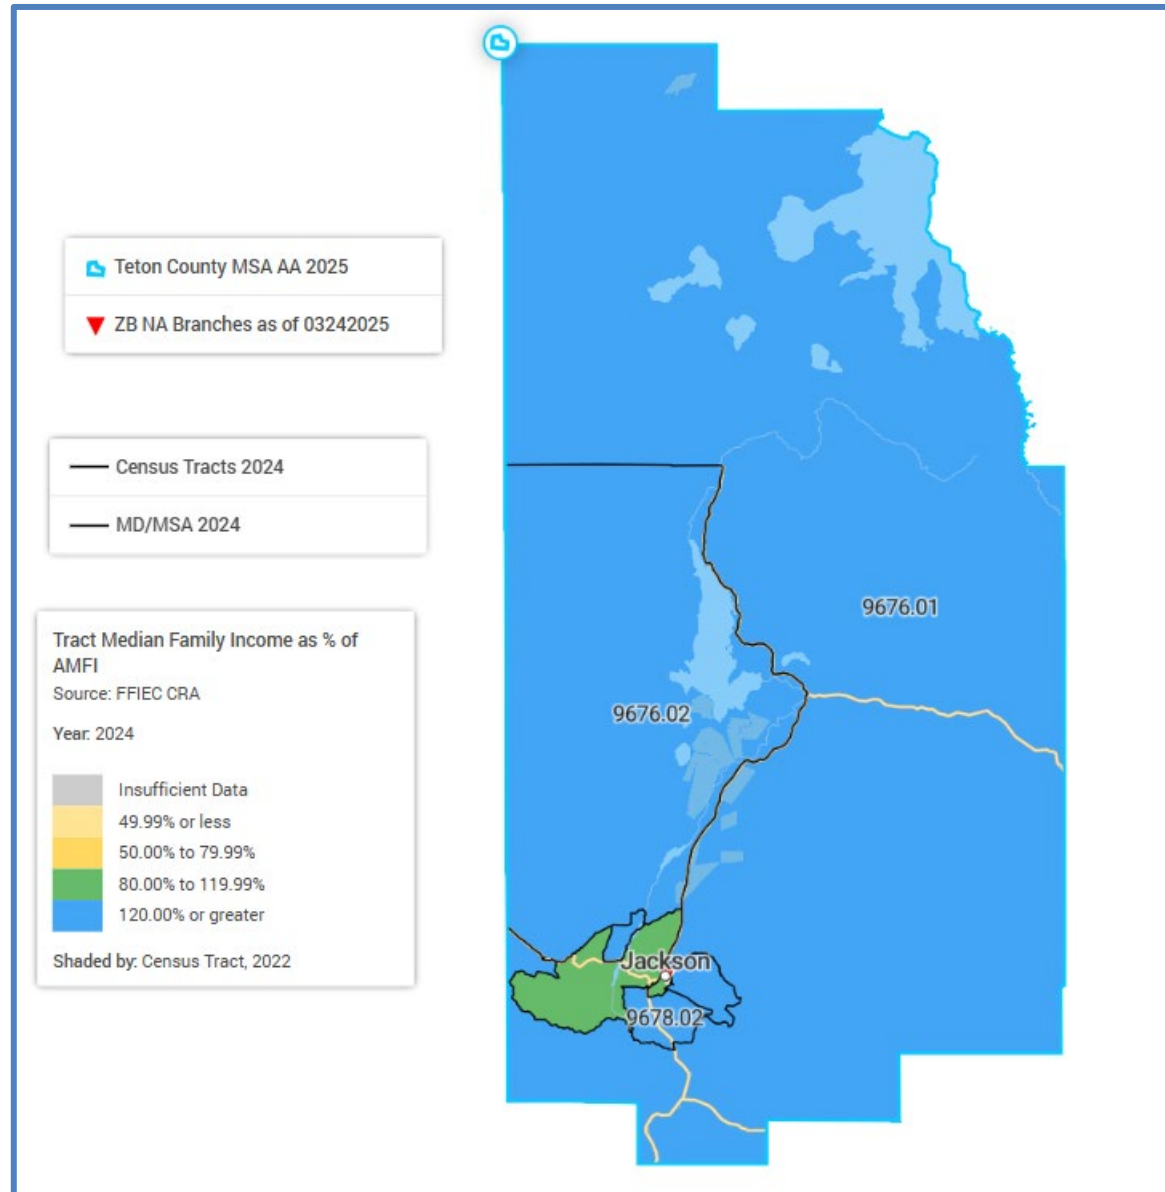 Teton County MSA AA 2025
ZB NA Branches as of 03242025
Census Tracts 2024
MD/MSA 2024
Tract Median Family Income as % of
AMFI
Source: FFIEC CRA
Year: 2024
Insufficient Data
49.99% or less
50.00% to 79.99%
80.00% to 119.99%
120.00% or greater
Shaded by: Census Tract, 2022
9676.01
9676.02
Jackson
9678.02